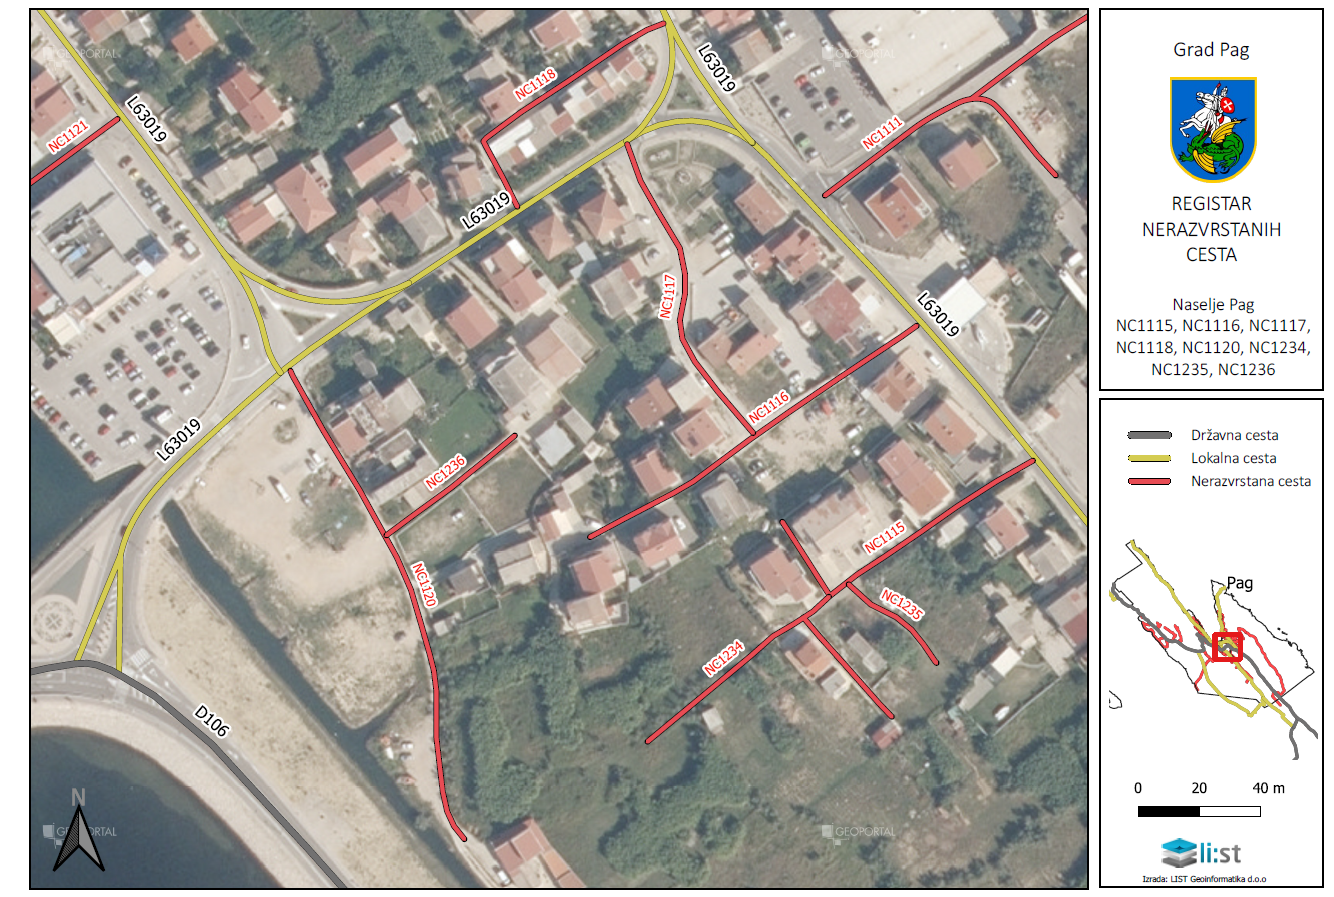 GEOPORTAL
GEOPORTAL
L63019
L63019
NC1118
NC1121
NC1111
L63019
NC1117
L63019
NC1116
L63019
NC1236
NC1115
NC1120
NC1235
NC1234
D106
N
GEOPORTAL
GEOPORTAL
Grad Pag
REGISTAR
NERAZVRSTANIH
CESTA
Naselje Pag
NC1115, NC1116, NC1117,
NC1118, NC1120, NC1234,
NC1235, NC1236
Državna cesta
Lokalna cesta
Nerazvrstana cesta
Pag
0 20 40 m
li:st
Izrada: LIST Geoinformatika d.o.o